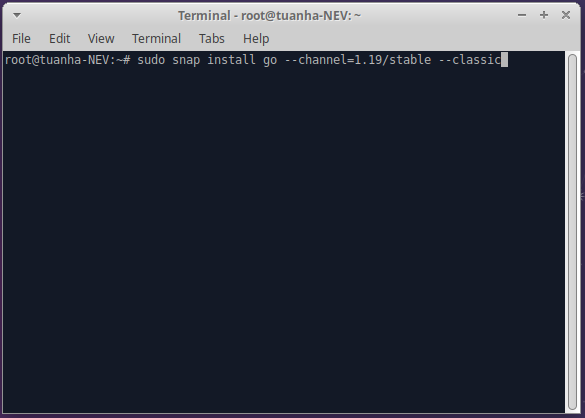 Terminal - root@tuanha-NEV: ~
File Edit View Terminal Tabs Help
root@tuanha-NEV:~# sudo snap install go --channel=1.19/stable --classic